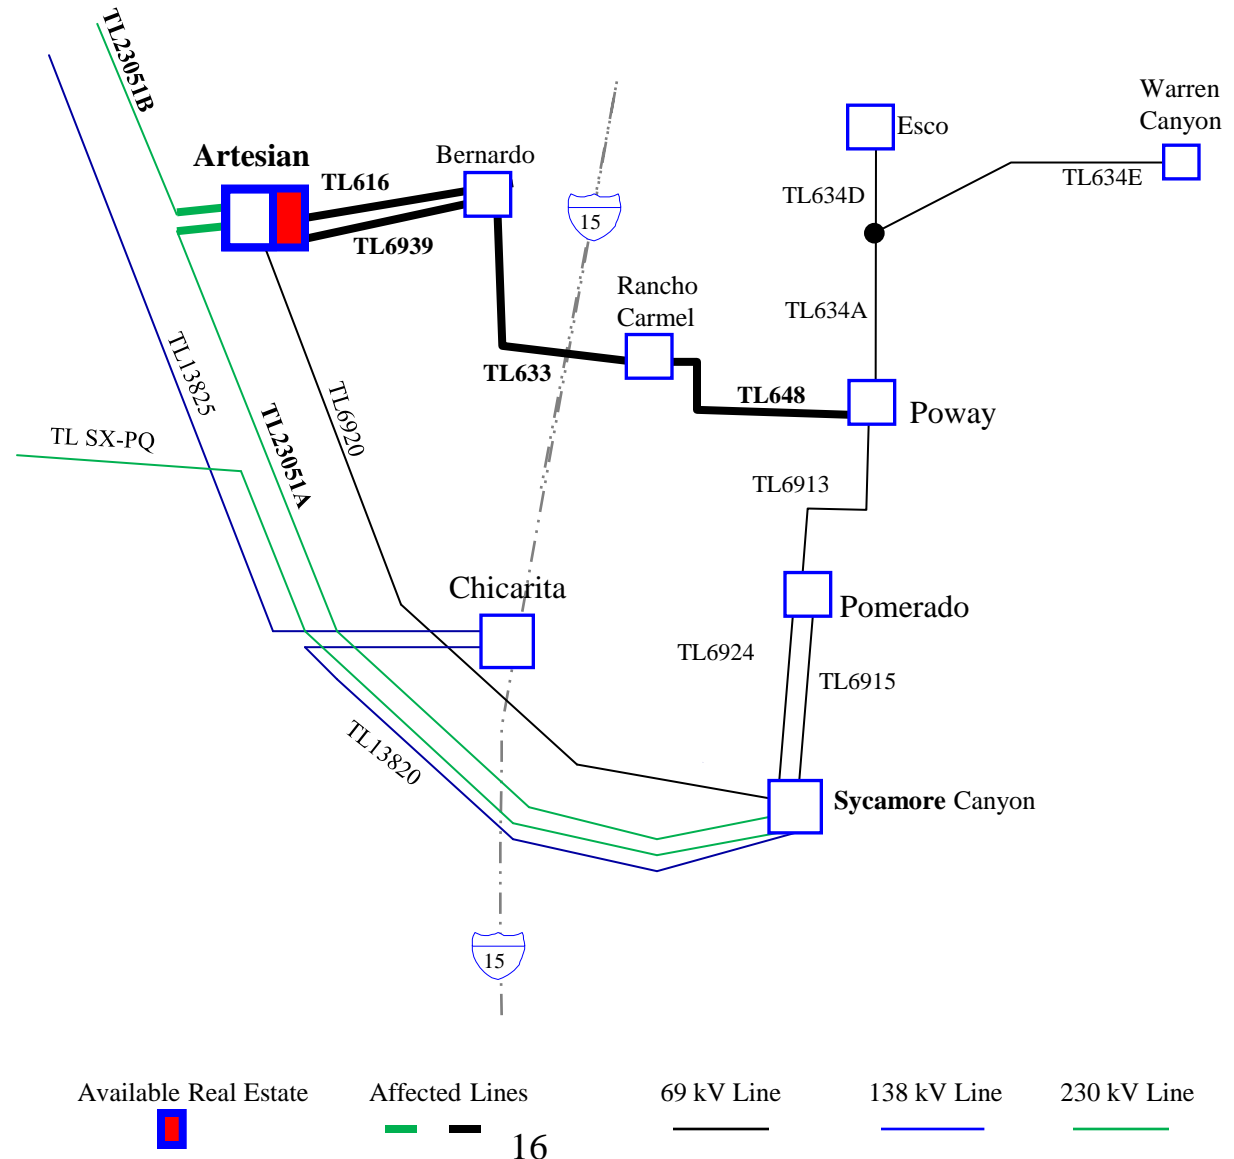 TL23051B
Warren
Canyon
Esco
Artesian
Bernardo
TL616
TL634E
TL634D
15
TL6939
Rancho
Carmel
TL634A
TL13825
TL633
TL648
TL6920
Poway
TL23051A
TL SX-PQ
TL6913
Chicarita
Pomerado
TL6924
TL6915
TL13820
Sycamore Canyon
15
Available Real Estate
Affected Lines
69 kV Line
138 kV Line
230 kV Line
16